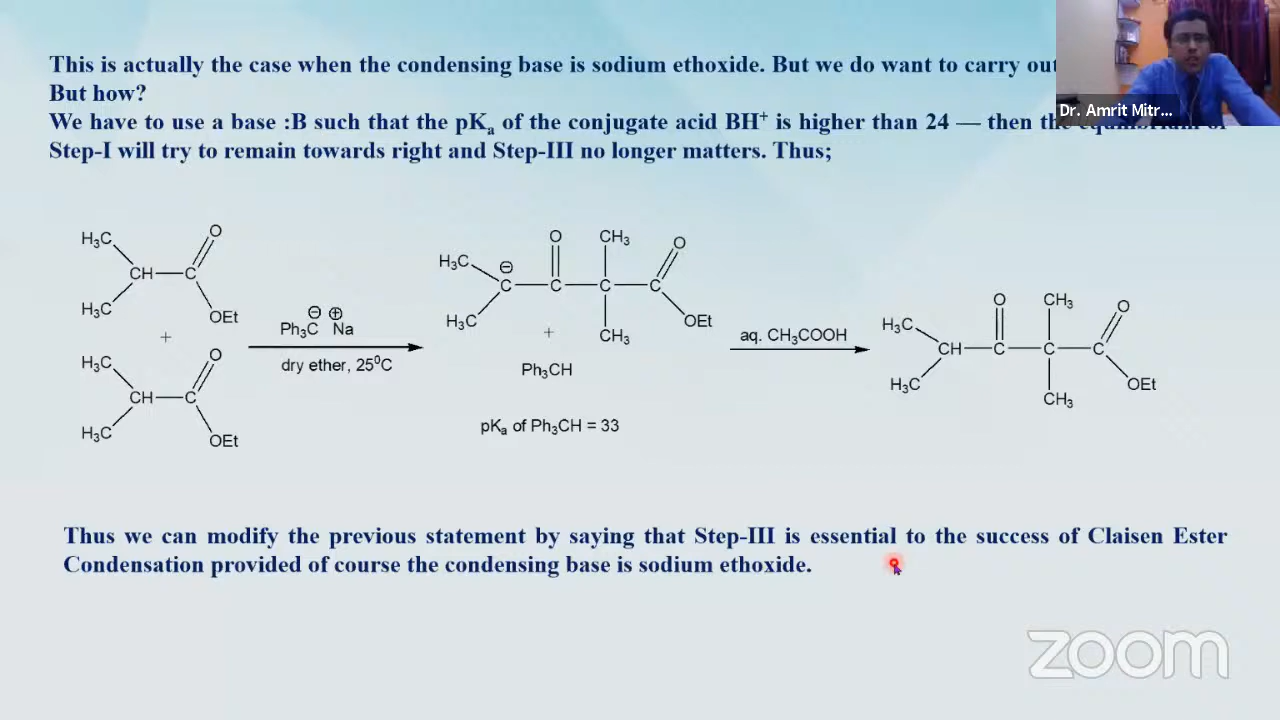 This is actually the case when the condensing base is sodium ethoxide. But we do want to carry out
But how?
We have to use a base :B such that the pKa of the conjugate acid BH+ is higher than 24 — then the equilibrium of
Step-I will try to remain towards right and Step-III no longer matters. Thus;
Dr. Amrit Mitr...
H3C
CH
C
O
OEt
H3C
+
H3C
CH
C
O
OEt
H3C
⊖ ⊕
Ph3C Na
dry ether, 25⁰C
H3C
⊖
C
O
C
CH3
C
CH3
O
C
OEt
H3C
+
Ph3CH
pKa of Ph3CH = 33
aq. CH3COOH
H3C
CH
O
C
CH3
C
CH3
O
C
OEt
H3C
Thus we can modify the previous statement by saying that Step-III is essential to the success of Claisen Ester
Condensation provided of course the condensing base is sodium ethoxide.
zoom